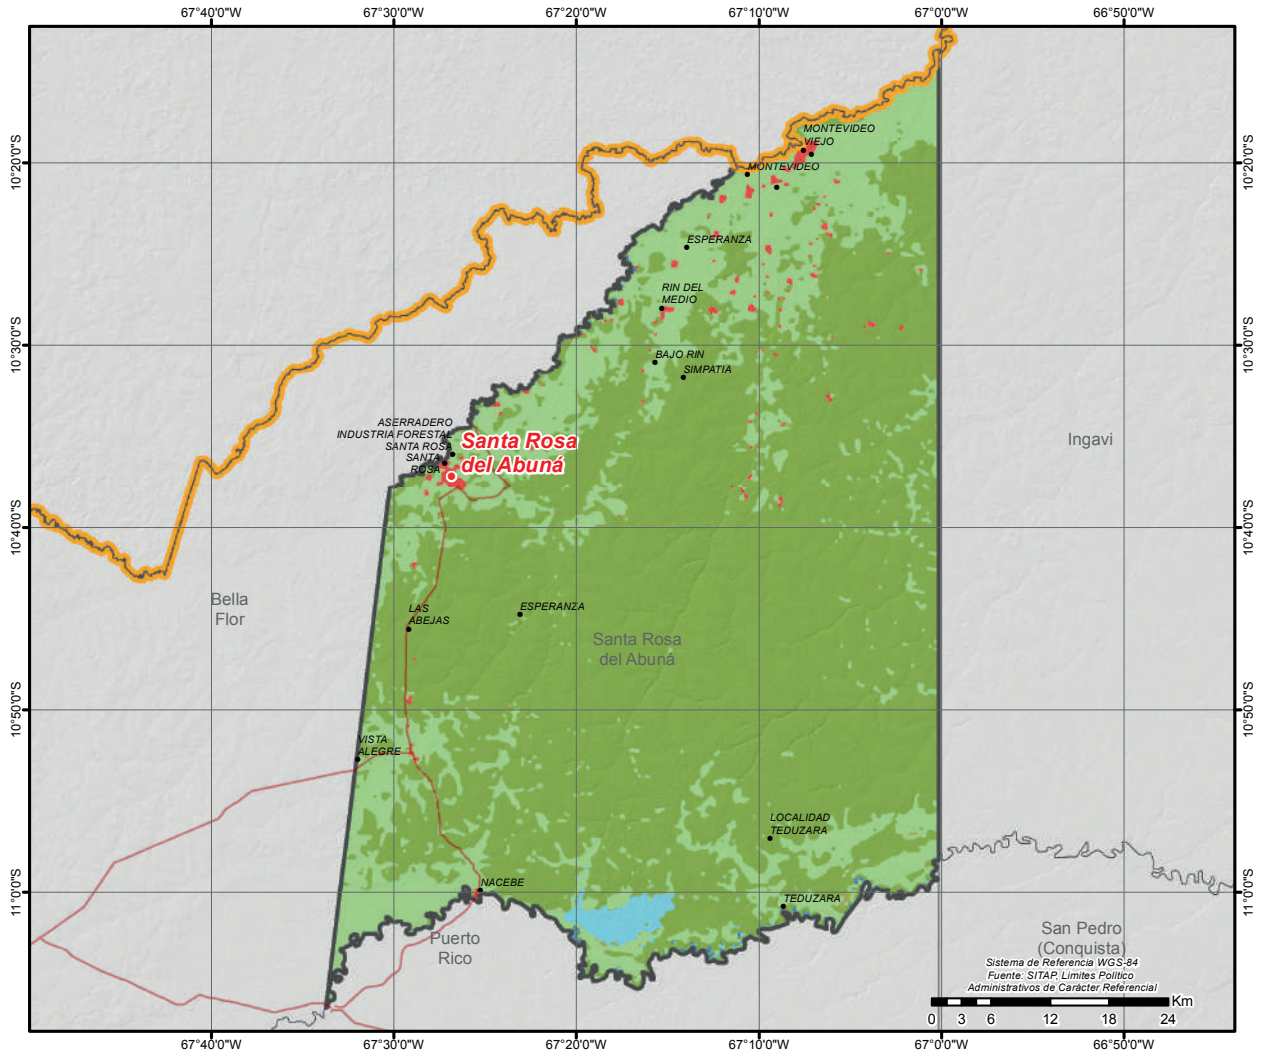 67°40'0"W
67°30'0"W
67°20'0"W
67°10'0"W
67°0'0"W
66°50'0"W
10°20'0"S
10°20'0"S
10°30'0"S
10°30'0"S
10°40'0"S
10°40'0"S
10°50'0"S
10°50'0"S
11°0'0"S
11°0'0"S
MONTEVIDEO
VIEJO
MONTEVIDEO
ESPERANZA
RIN DEL
MEDIO
BAJO RIN
SIMPATIA
ASERRADERO
INDUSTRIA FORESTAL
SANTA ROSA
SANTA
ROSA
Santa Rosa
del Abuná
Ingavi
Bella
Flor
LAS
ABEJAS
ESPERANZA
Santa Rosa
del Abuná
VISTA
ALEGRE
LOCALIDAD
TEDUZARA
NACEBE
TEDUZARA
Puerto
Rico
San Pedro
(Conquista)
Sistema de Referencia WGS-84
Fuente: SITAP, Limites Político
Administrativos de Carácter Referencial
Km
0 3 6 12 18 24
67°40'0"W
67°30'0"W
67°20'0"W
67°10'0"W
67°0'0"W
66°50'0"W